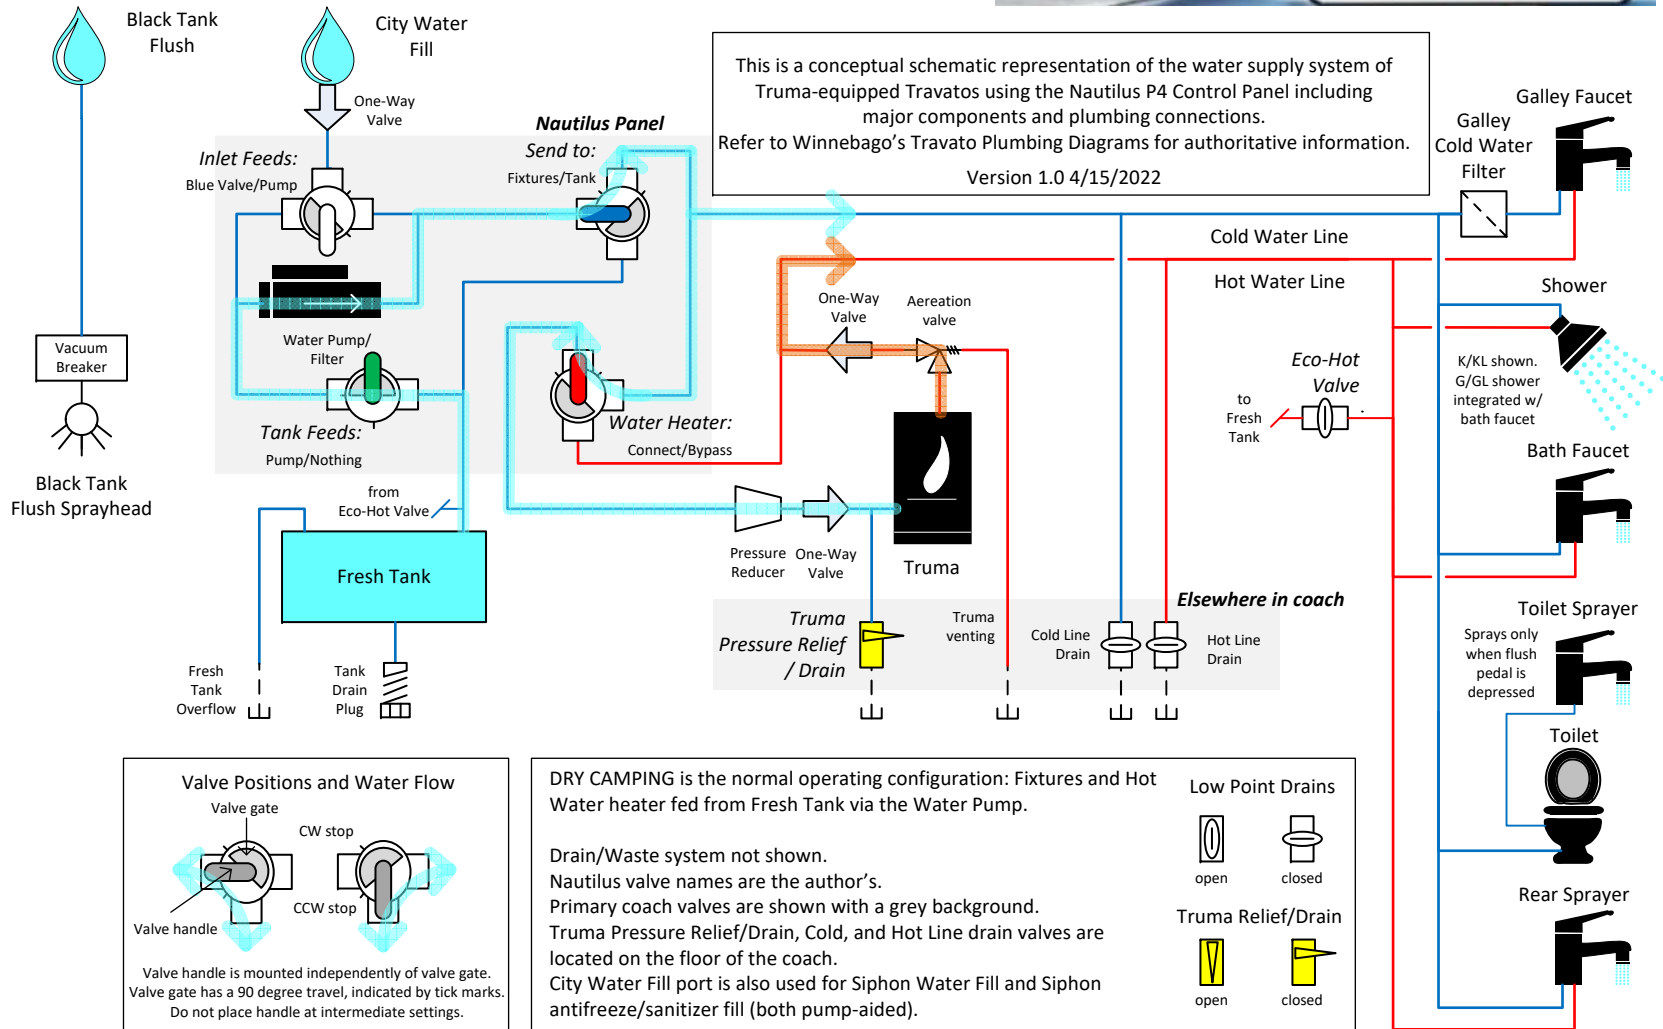 Black Tank
Flush
City Water
Fill
One-Way
Valve
This is a conceptual schematic representation of the water supply system of
Truma-equipped Travatos using the Nautilus P4 Control Panel including
major components and plumbing connections.
Refer to Winnebago's Travato Plumbing Diagrams for authoritative information.
Version 1.0 4/15/2022
Galley Faucet
Galley
Cold Water
Filter
Nautilus Panel
Inlet Feeds:
Blue Valve/Pump
Send to:
Fixtures/Tank
Cold Water Line
Hot Water Line
Shower
One-Way
Valve
Aereation
valve
Water Pump/
Filter
Vacuum
Breaker
Eco-Hot
Valve
to
Fresh
Tank
K/KL shown.
G/GL shower
integrated w/
bath faucet
Tank Feeds:
Pump/Nothing
Water Heater:
Connect/Bypass
Bath Faucet
Black Tank
Flush Sprayhead
from
Eco-Hot Valve
Pressure
Reducer
One-Way
Valve
Truma
Fresh Tank
Elsewhere in coach
Truma
Pressure Relief
/ Drain
Truma
venting
Cold Line
Drain
Hot Line
Drain
Toilet Sprayer
Sprays only
when flush
pedal is
depressed
Fresh
Tank
Overflow
Tank
Drain
Plug
Toilet
Valve Positions and Water Flow
Valve gate
CW stop
CCW stop
Valve handle
Valve handle is mounted independently of valve gate.
Valve gate has a 90 degree travel, indicated by tick marks.
Do not place handle at intermediate settings.
DRY CAMPING is the normal operating configuration: Fixtures and Hot
Water heater fed from Fresh Tank via the Water Pump.
Drain/Waste system not shown.
Nautilus valve names are the author's.
Primary coach valves are shown with a grey background.
Truma Pressure Relief/Drain, Cold, and Hot Line drain valves are
located on the floor of the coach.
City Water Fill port is also used for Siphon Water Fill and Siphon
antifreeze/sanitizer fill (both pump-aided).
Low Point Drains
open
closed
Truma Relief/Drain
open
closed
Rear Sprayer